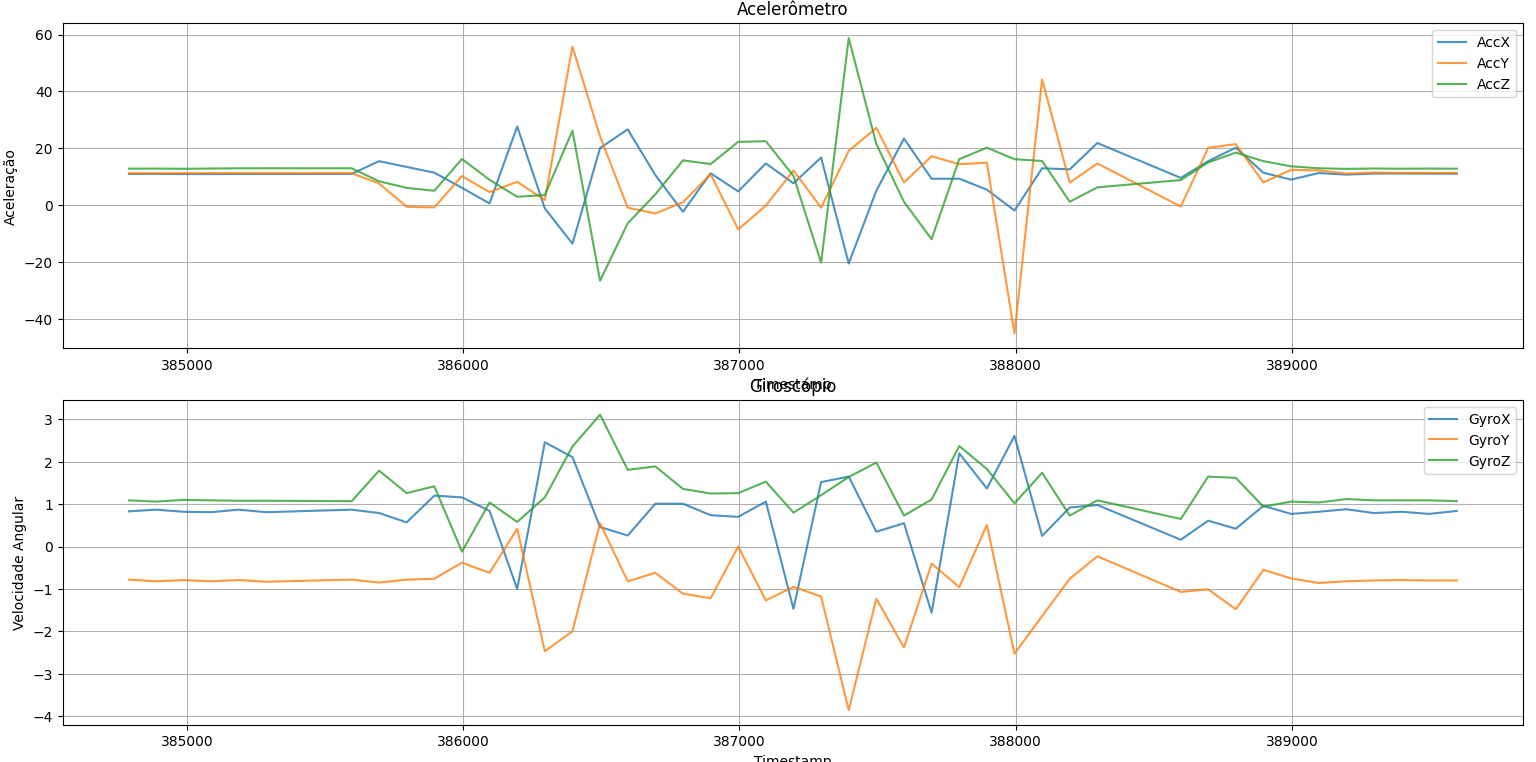 Acelerômetro
Aceleração
60
40
20
0
−20
−40
AccX
AccY
AccZ
385000
386000
387000
388000
389000
Timestamp
Giroscópio
Velocidade Angular
3
2
1
0
−1
−2
−3
−4
GyroX
GyroY
GyroZ
385000
386000
387000
388000
389000
Timestamp